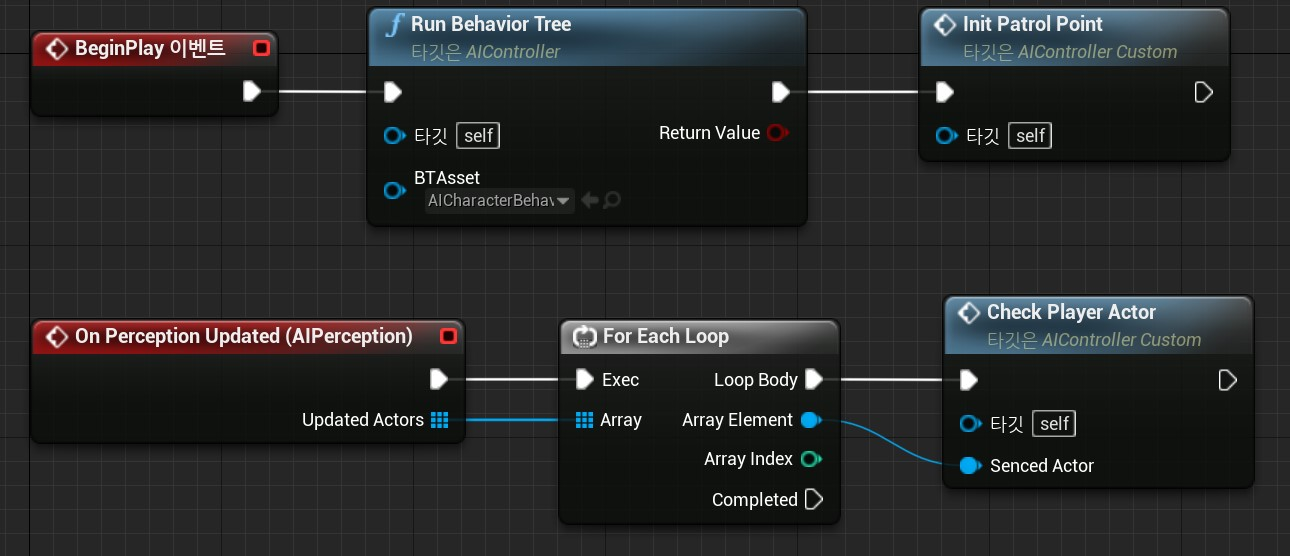 BeginPlay 이벤트
Run Behavior Tree
타깃은 AIController
타깃 self
Return Value
BTAsset
AICharacterBehav
Init Patrol Point
타깃은 AIController Custom
타깃 self
On Perception Updated (AIPerception)
Updated Actors
For Each Loop
Exec Loop Body
Array Array Element
Array Index
Completed
Check Player Actor
타깃은 AIController Custom
타깃 self
Senced Actor